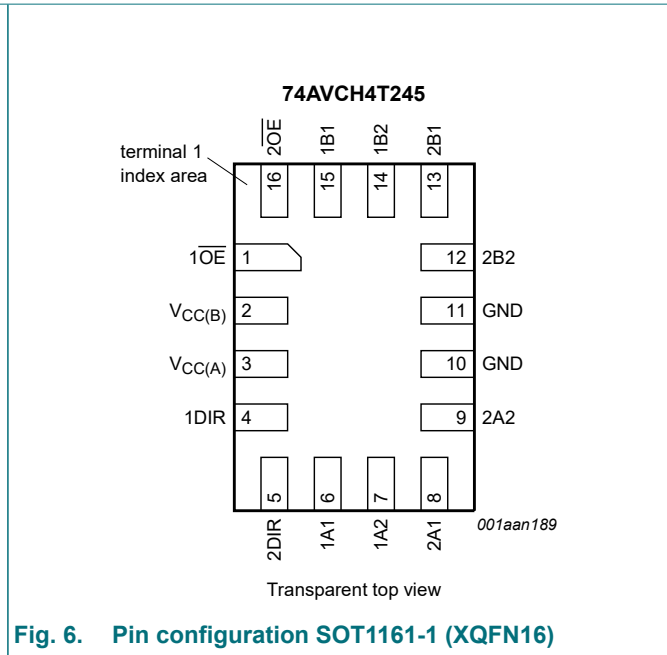 74AVCH4T245
terminal 1
index area
2OE 1B1 1B2 2B1
16 15 14 13
1OE 1 12 2B2
VCC(B) 2 11 GND
VCC(A) 3 10 GND
1DIR 4 9 2A2
5 6 7 8
2DIR 1A1 1A2 2A1
001aan189
Transparent top view
Fig. 6. Pin configuration SOT1161-1 (XQFN16)